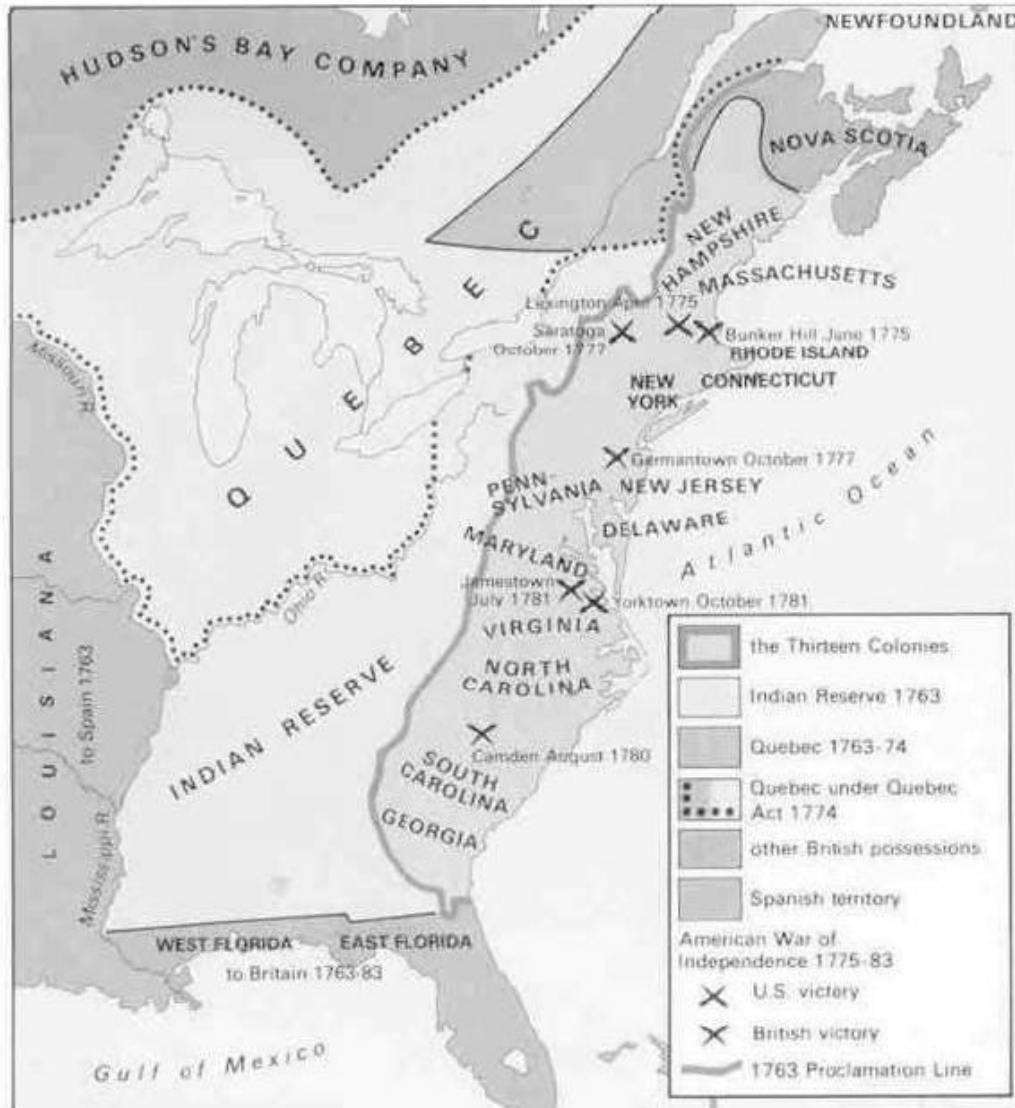 NEWFOUNDLAND
HUDSON'S BAY COMPANY
NOVA SCOTIA
QUEBEC
NEW
HAMPSHIRE
MASSACHUSETTS
Lexington April 1775
Saratoga
October 1777
Bunker Hill June 1775
RHODE ISLAND
NEW
YORK
CONNECTICUT
Missouri R.
Germantown October 1777
PENN-
SYLVANIA
NEW JERSEY
DELAWARE
Atlantic Ocean
MARYLAND
Ohio R.
Jamestown
July 1781
Yorktown October 1781
VIRGINIA
LOUISIANA
to Spain 1763
INDIAN RESERVE
NORTH
CAROLINA
Camden August 1780
SOUTH
CAROLINA
GEORGIA
Mississippi R.
WEST FLORIDA
EAST FLORIDA
to Britain 1763-83
Gulf of Mexico
the Thirteen Colonies
Indian Reserve 1763
Quebec 1763-74
Quebec under Quebec
Act 1774
other British possessions
Spanish territory
American War of
Independence 1775-83
U.S. victory
British victory
1763 Proclamation Line